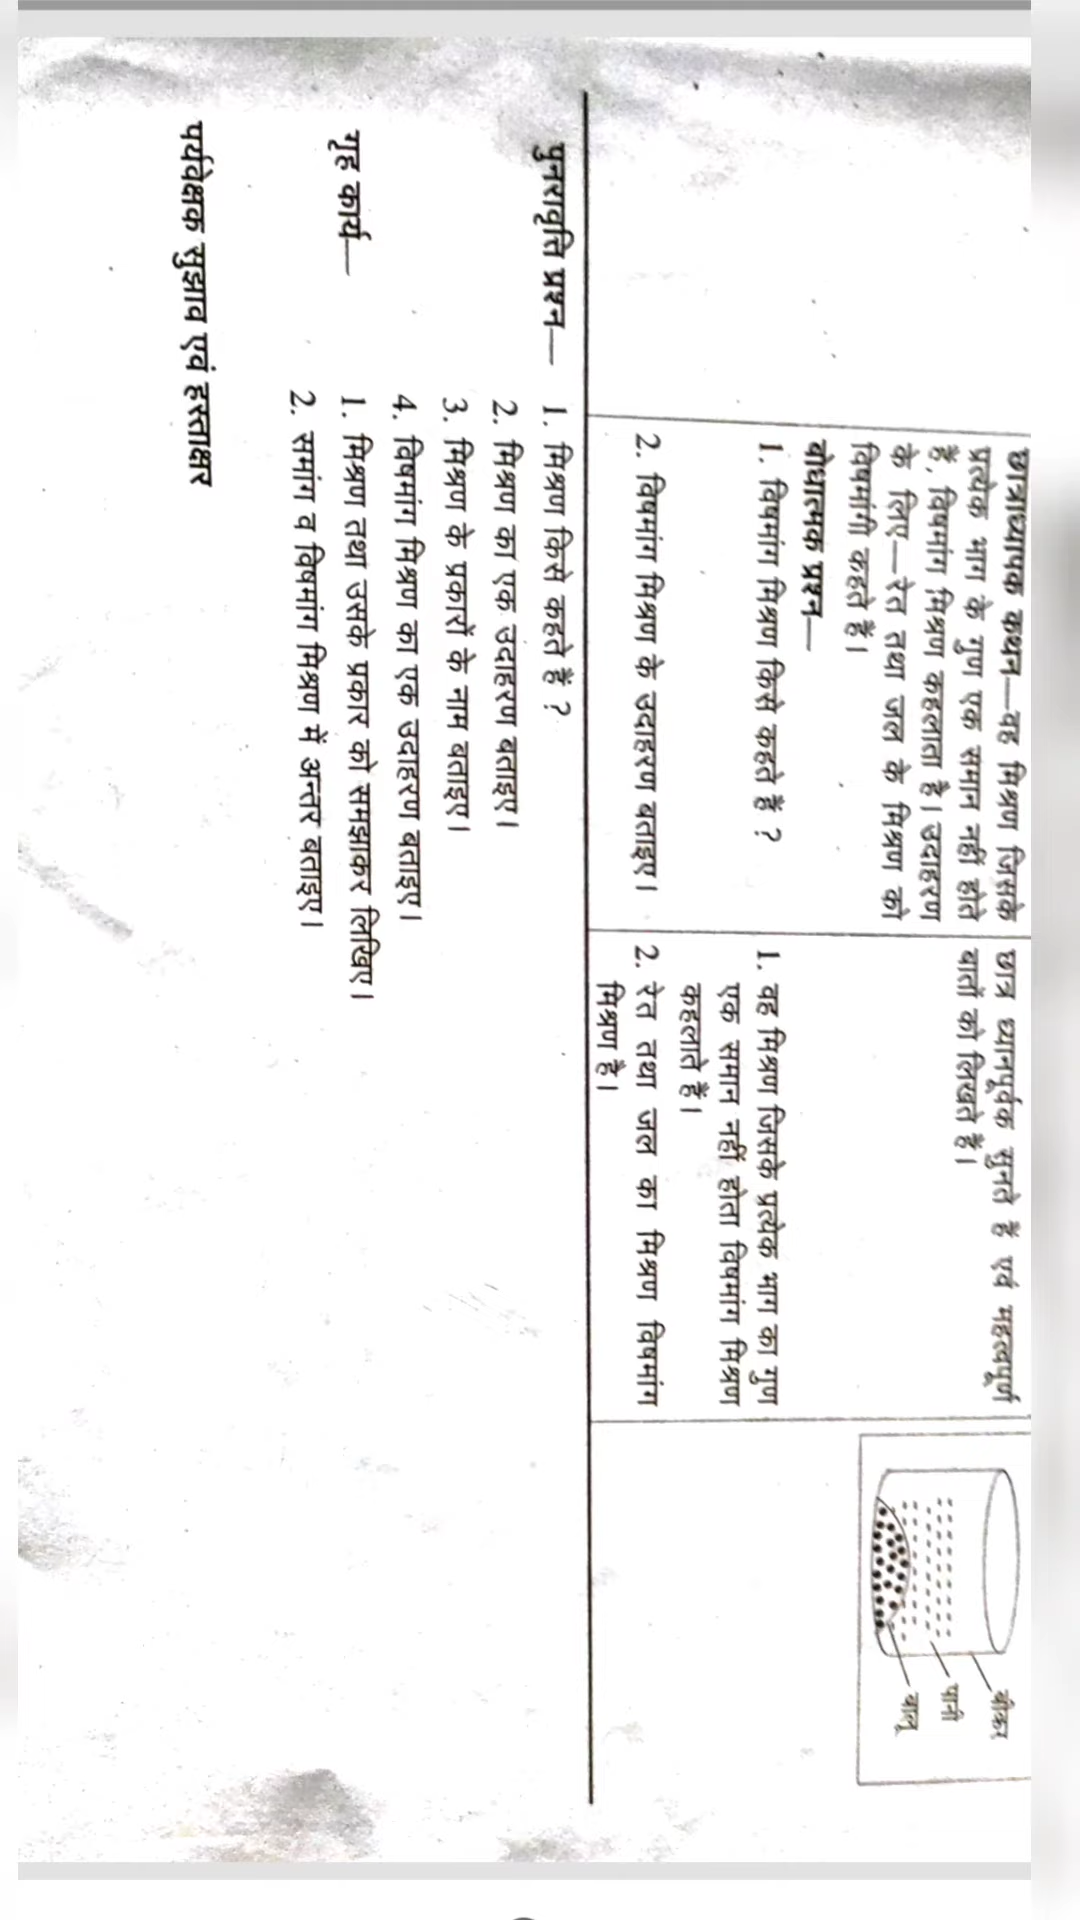 छात्राध्यापक कथन—वह मिश्रण जिसके
प्रत्येक भाग के गुण एक समान नहीं होते
हैं, विषमांग मिश्रण कहलाता है। उदाहरण
के लिए—रेत तथा जल के मिश्रण को
विषमांगी कहते हैं।
बोधात्मक प्रश्न—
1. विषमांग मिश्रण किसे कहते हैं ?
2. विषमांग मिश्रण के उदाहरण बताइए।
छात्र ध्यानपूर्वक सुनते हैं एवं महत्वपूर्ण
बातों को लिखते हैं।
1. वह मिश्रण जिसके प्रत्येक भाग का गुण
एक समान नहीं होता विषमांग मिश्रण
कहलाते हैं।
2. रेत तथा जल का मिश्रण विषमांग
मिश्रण है।
बीकर
पानी
बालू
पुनरावृत्ति प्रश्न—
1. मिश्रण किसे कहते हैं ?
2. मिश्रण का एक उदाहरण बताइए।
3. मिश्रण के प्रकारों के नाम बताइए।
4. विषमांग मिश्रण का एक उदाहरण बताइए।
गृह कार्य—
1. मिश्रण तथा उसके प्रकार को समझाकर लिखिए।
2. समांग व विषमांग मिश्रण में अन्तर बताइए।
पर्यवेक्षक सुझाव एवं हस्ताक्षर